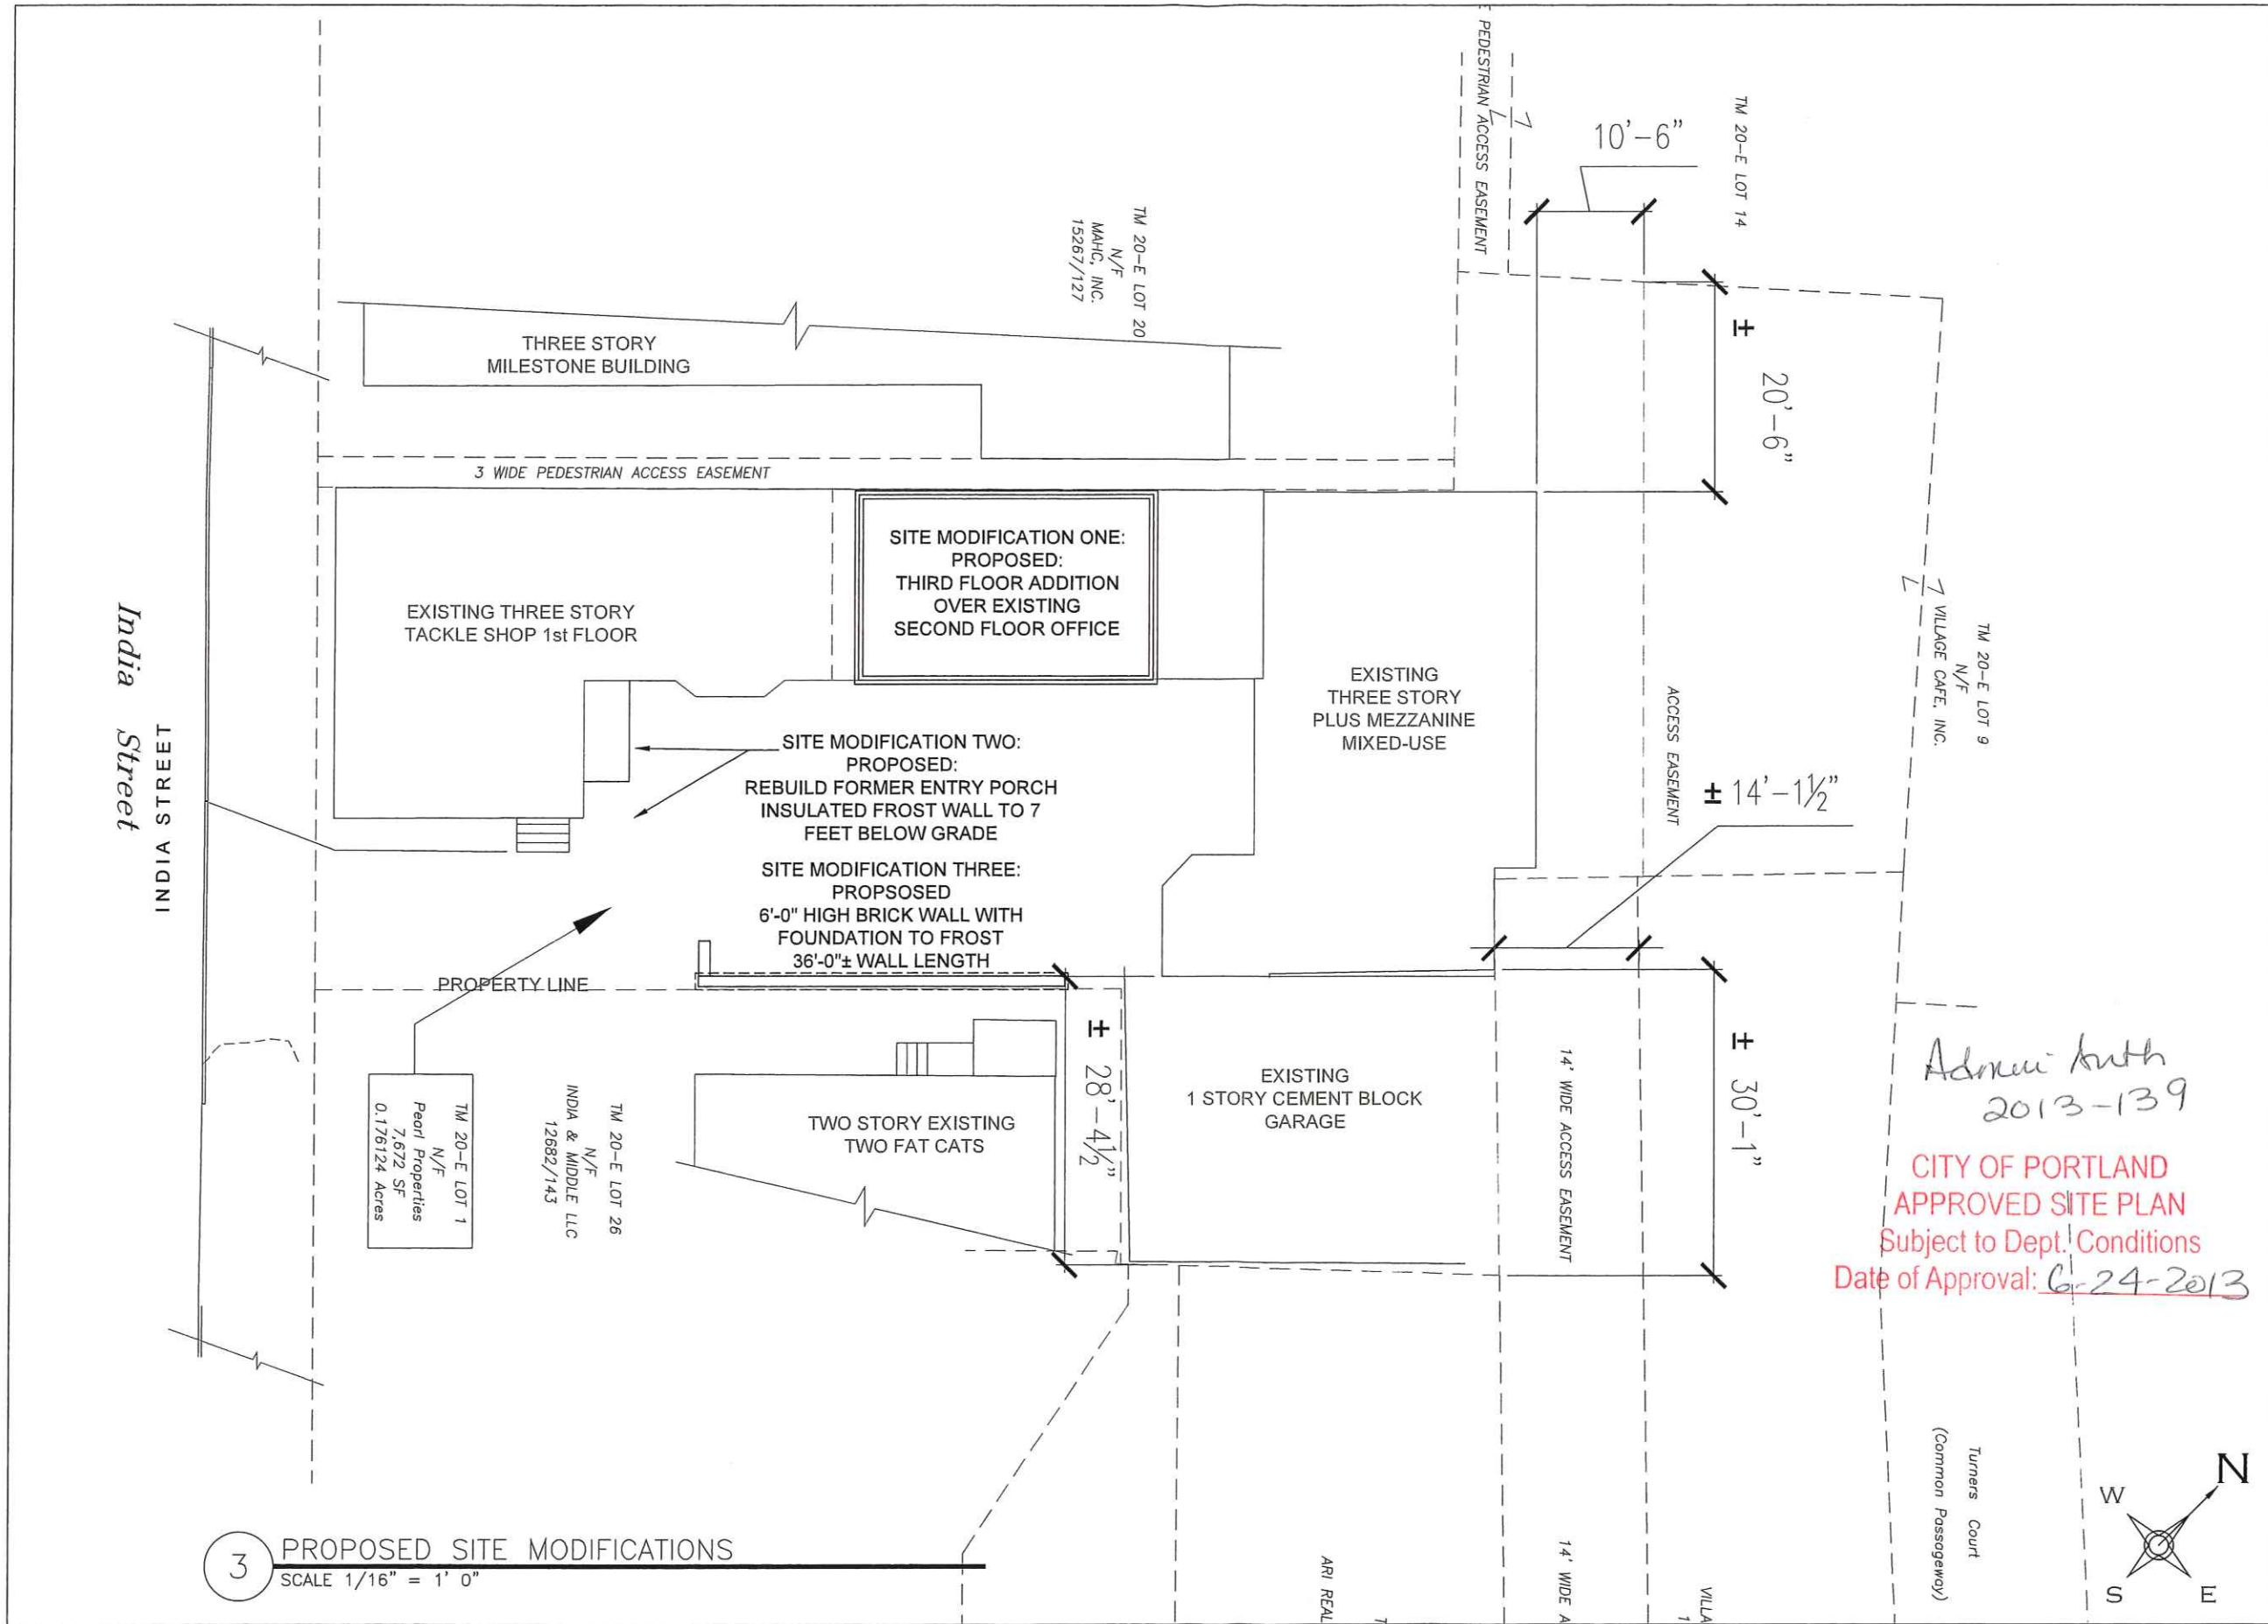 PEDESTRIAN ACCESS EASEMENT
10'-6"
TM 20-E LOT 14
TM 20-E LOT 20
N/F
MAHC, INC.
15267/127
± 20'-6"
THREE STORY
MILESTONE BUILDING
3 WIDE PEDESTRIAN ACCESS EASEMENT
SITE MODIFICATION ONE:
PROPOSED:
THIRD FLOOR ADDITION
OVER EXISTING
SECOND FLOOR OFFICE
EXISTING THREE STORY
TACKLE SHOP 1st FLOOR
India Street
INDIA STREET
EXISTING
THREE STORY
PLUS MEZZANINE
MIXED-USE
ACCESS EASEMENT
TM 20-E LOT 9
N/F
VILLAGE CAFE, INC.
± 14'-1½"
SITE MODIFICATION TWO:
PROPOSED:
REBUILD FORMER ENTRY PORCH
INSULATED FROST WALL TO 7
FEET BELOW GRADE
SITE MODIFICATION THREE:
PROPSOSED
6'-0" HIGH BRICK WALL WITH
FOUNDATION TO FROST
36'-0"± WALL LENGTH
PROPERTY LINE
TM 20-E LOT 1
N/F
Pearl Properties
7,672 SF
0.176124 Acres
TM 20-E LOT 26
N/F
INDIA & MIDDLE LLC
12682/143
TWO STORY EXISTING
TWO FAT CATS
± 28'-4½"
EXISTING
1 STORY CEMENT BLOCK
GARAGE
14' WIDE ACCESS EASEMENT
± 30'-1"
2013-139
CITY OF PORTLAND
APPROVED SITE PLAN
Subject to Dept. Conditions
Date of Approval: 6-24-2013
Turners Court
(Common Passageway)
N
W
S
E
3
PROPOSED SITE MODIFICATIONS
SCALE 1/16" = 1' 0"
ARI REAL
14' WIDE A
VILLA